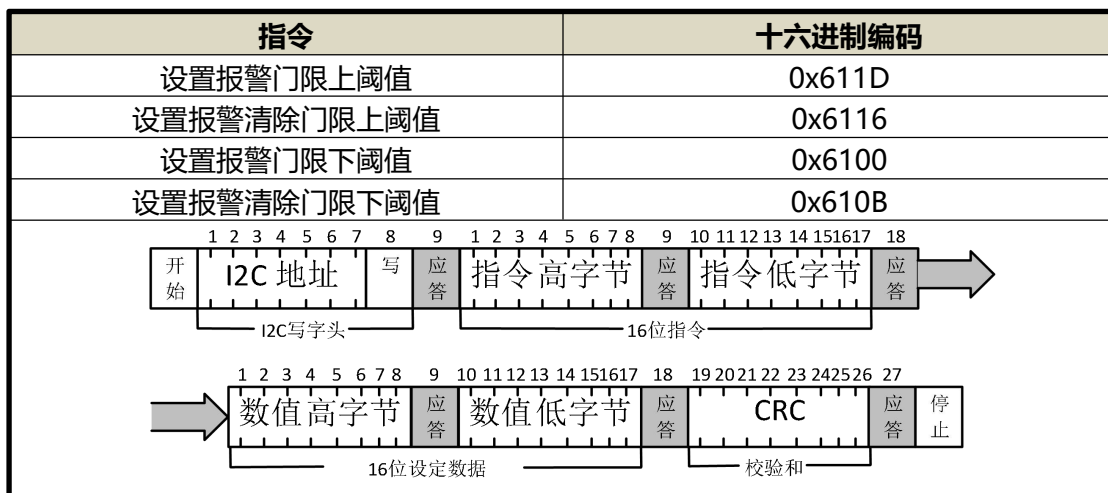 指令 十六进制编码
设置报警门限上阈值 0x611D
设置报警清除门限上阈值 0x6116
设置报警门限下阈值 0x6100
设置报警清除门限下阈值 0x610B
1 2 3 4 5 6 7 8 9 1 2 3 4 5 6 7 8 9 10 11 12 13 14 15 16 17 18
开始 I2C 地址 写 应答 指令高字节 应答 指令低字节 应答
I2C写字头 16位指令
1 2 3 4 5 6 7 8 9 10 11 12 13 14 15 16 17 18 19 20 21 22 23 24 25 26 27
数值高字节 应答 数值低字节 应答 CRC 应答 停止
16位设定数据 校验和